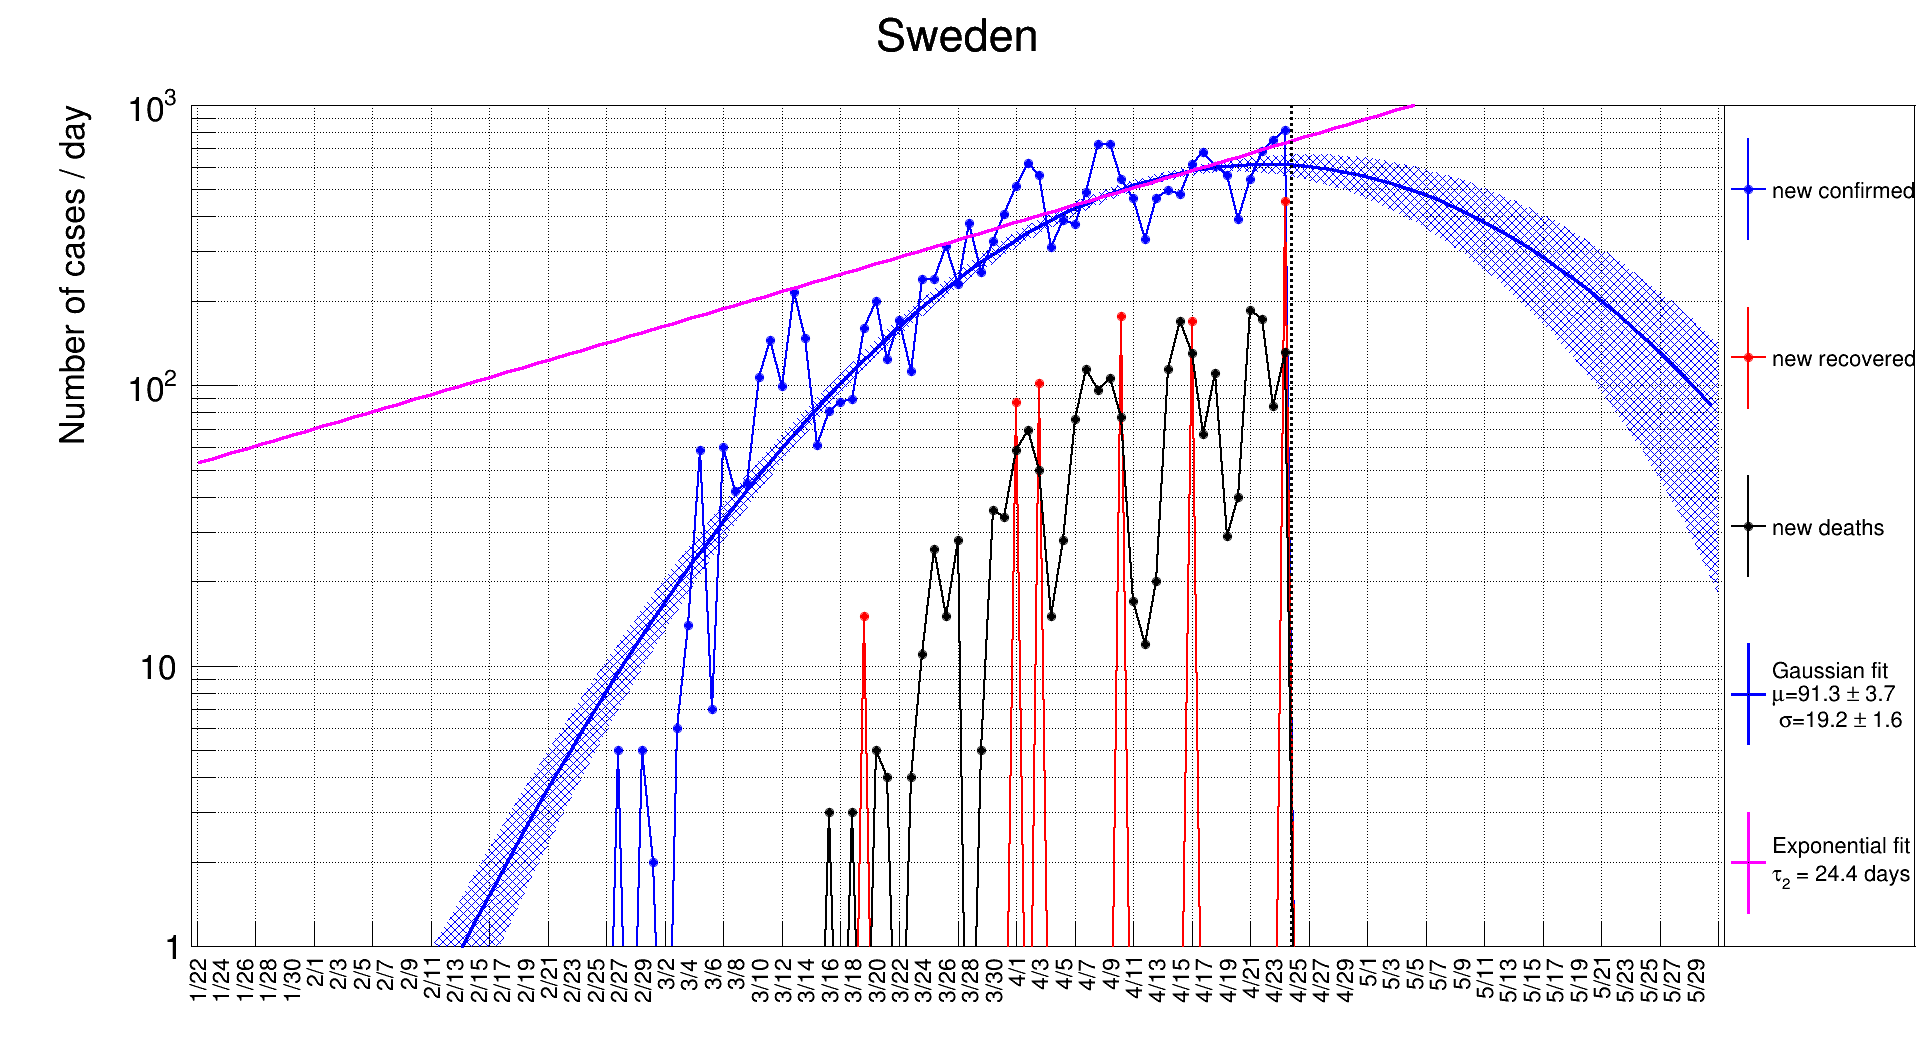 Sweden
Number of cases / day
10³
10²
10
1
1/22 1/24 1/26 1/28 1/30 2/1 2/3 2/5 2/7 2/9 2/11 2/13 2/15 2/17 2/19 2/21 2/23 2/25 2/27 2/29 3/2 3/4 3/6 3/8 3/10 3/12 3/14 3/16 3/18 3/20 3/22 3/24 3/26 3/28 3/30 4/1 4/3 4/5 4/7 4/9 4/11 4/13 4/15 4/17 4/19 4/21 4/23 4/25 4/27 4/29 5/1 5/3 5/5 5/7 5/9 5/11 5/13 5/15 5/17 5/19 5/21 5/23 5/25 5/27 5/29
new confirmed
new recovered
new deaths
Gaussian fit
μ=91.3 ± 3.7
σ=19.2 ± 1.6
Exponential fit
τ₂ = 24.4 days